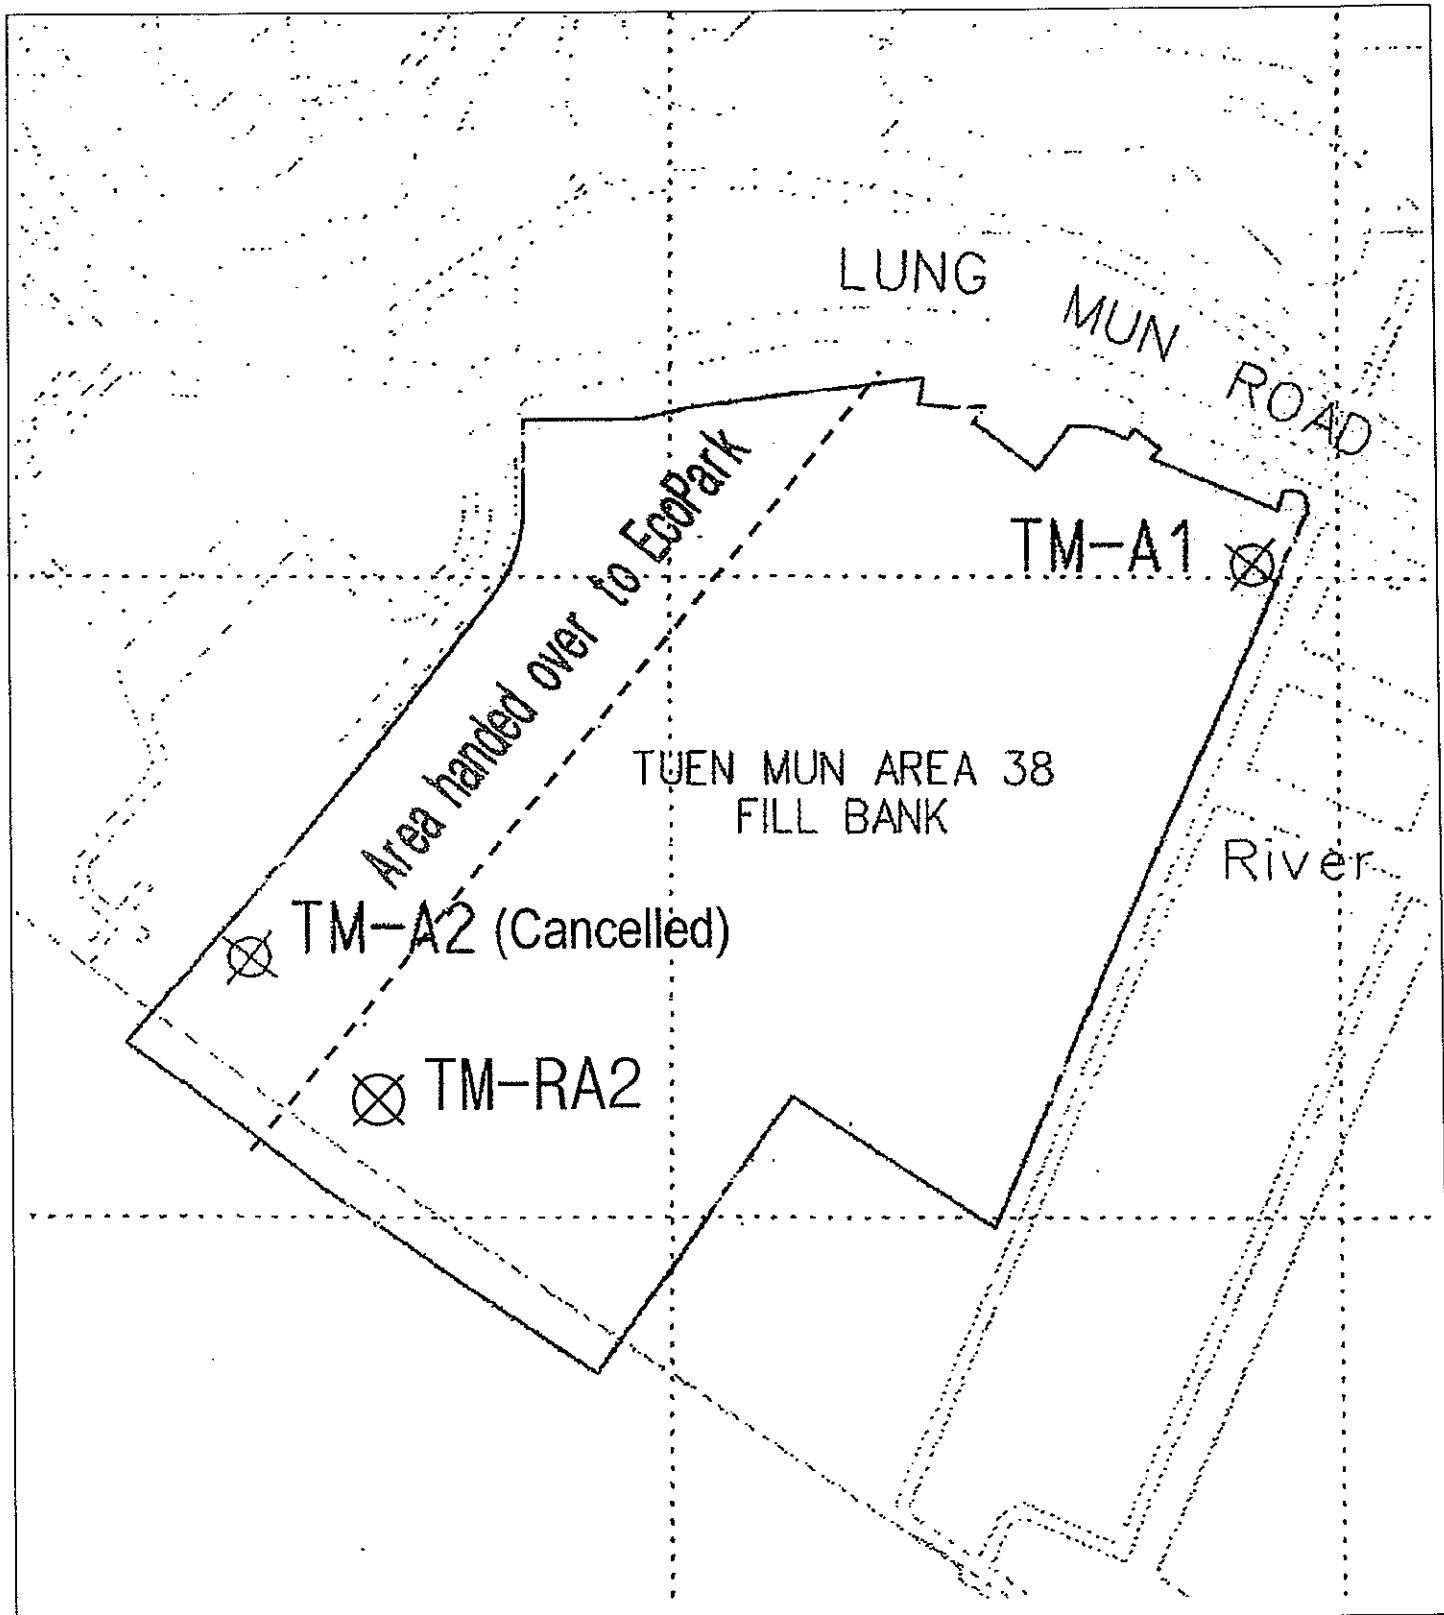 LUNG MUN ROAD
TM-A1
Area handed over to EcoPark
TUEN MUN AREA 38
FILL BANK
River
TM-A2 (Cancelled)
TM-RA2